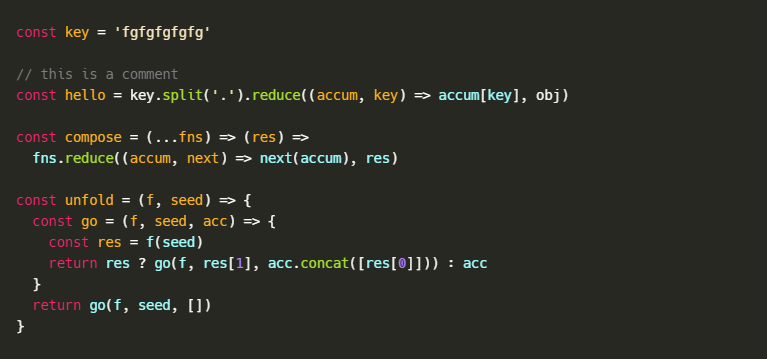 const key = 'fgfgfgfgfg'

// this is a comment
const hello = key.split('.').reduce((accum, key) => accum[key], obj)

const compose = (...fns) => (res) =>
  fns.reduce((accum, next) => next(accum), res)

const unfold = (f, seed) => {
  const go = (f, seed, acc) => {
    const res = f(seed)
    return res ? go(f, res[1], acc.concat([res[0]])) : acc
  }
  return go(f, seed, [])
}